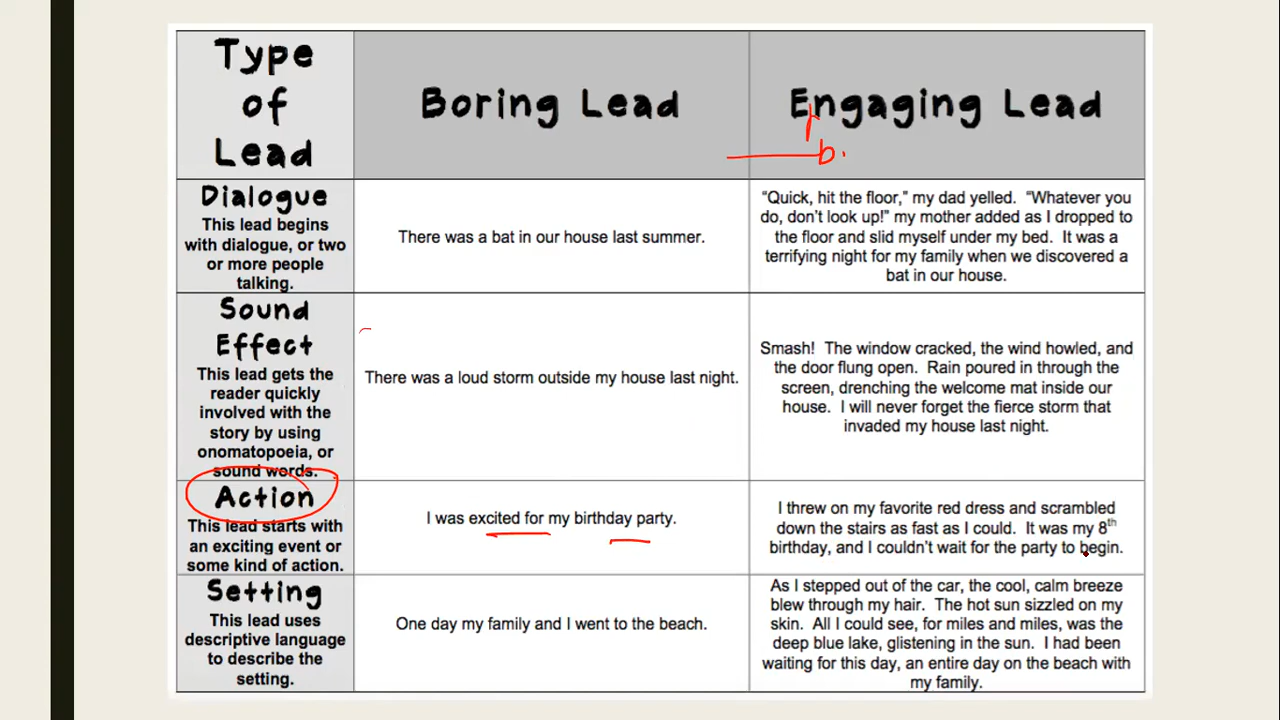 Type
of
Lead
Boring Lead
Engaging Lead
b.
Dialogue
This lead begins
with dialogue, or two
or more people
talking.
There was a bat in our house last summer.
“Quick, hit the floor,” my dad yelled. “Whatever you
do, don’t look up!” my mother added as I dropped to
the floor and slid myself under my bed. It was a
terrifying night for my family when we discovered a
bat in our house.
Sound
Effect
This lead gets the
reader quickly
involved with the
story by using
onomatopoeia, or
sound words.
There was a loud storm outside my house last night.
Smash! The window cracked, the wind howled, and
the door flung open. Rain poured in through the
screen, drenching the welcome mat inside our
house. I will never forget the fierce storm that
invaded my house last night.
Action
This lead starts with
an exciting event or
some kind of action.
I was excited for my birthday party.
I threw on my favorite red dress and scrambled
down the stairs as fast as I could. It was my 8th
birthday, and I couldn’t wait for the party to begin.
Setting
This lead uses
descriptive language
to describe the
setting.
One day my family and I went to the beach.
As I stepped out of the car, the cool, calm breeze
blew through my hair. The hot sun sizzled on my
skin. All I could see, for miles and miles, was the
deep blue lake, glistening in the sun. I had been
waiting for this day, an entire day on the beach with
my family.